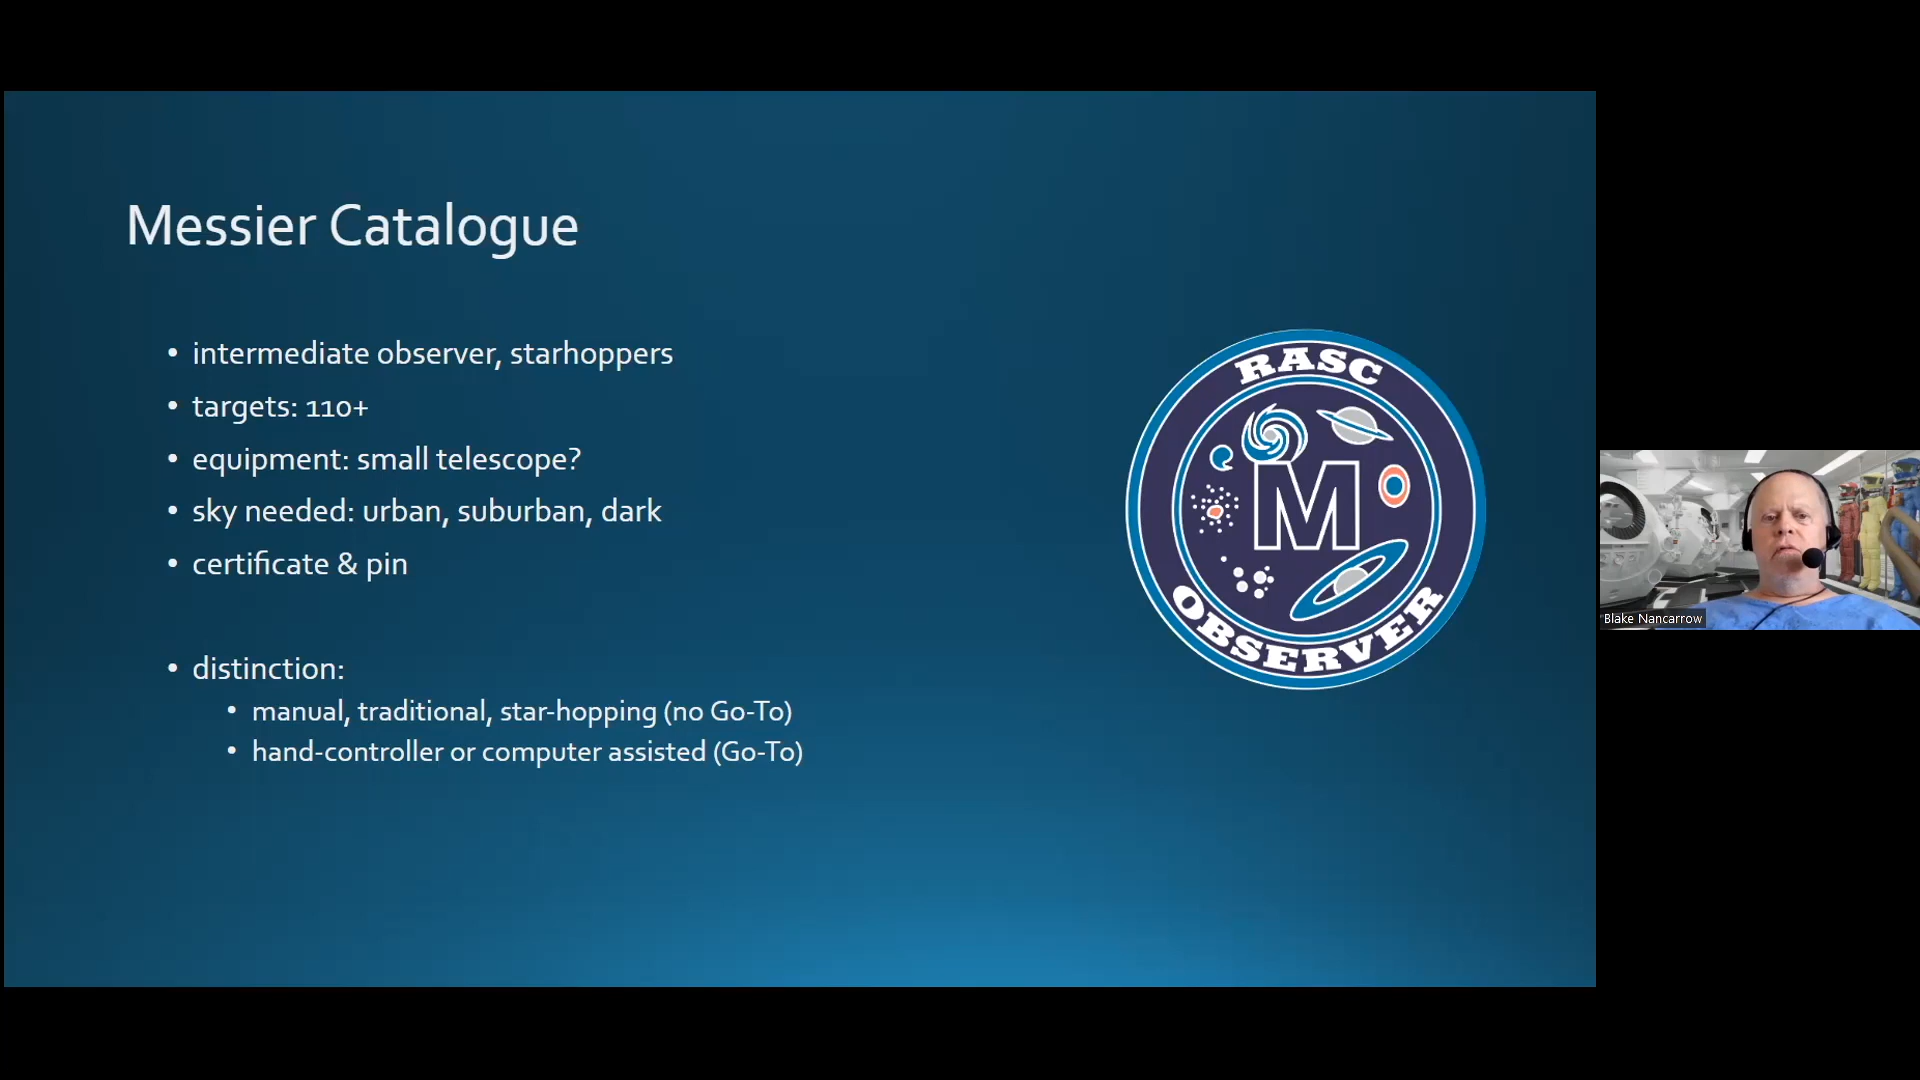 Messier Catalogue
• intermediate observer, starhoppers
• targets: 110+
• equipment: small telescope?
• sky needed: urban, suburban, dark
• certificate & pin
• distinction:
• manual, traditional, star-hopping (no Go-To)
• hand-controller or computer assisted (Go-To)
RASC
M
OBSERVER
Blake Nancarrow